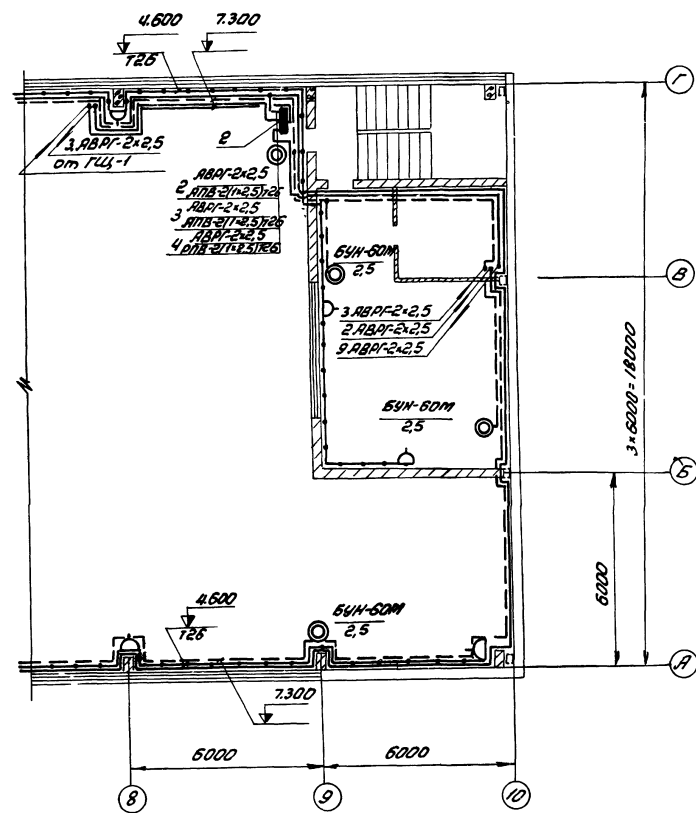 4.600
7.300
Т26
Г
3. АВРГ-2×2,5
от ГЩ-1
2
АВРГ-2×2,5
2 АПВ-2(1×2,5)т26
АВРГ-2×2,5
3 АПВ-2(1×2,5)т26
АВРГ-2×2,5
4 АПВ-2(1×2,5)т26
БУН-60М
2,5
В
3. АВРГ-2×2,5
2. АВРГ-2×2,5
9. АВРГ-2×2,5
3×6000=18000
БУН-60М
2,5
Б
6000
4.600
т26
БУН-60М
2,5
А
7.300
6000
6000
8
9
10